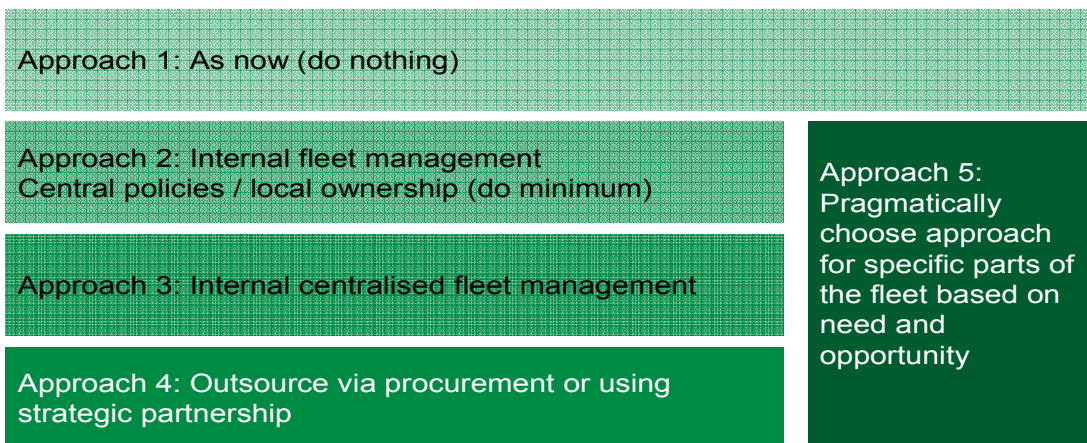 Approach 1: As now (do nothing)
Approach 2: Internal fleet management
Central policies / local ownership (do minimum)
Approach 3: Internal centralised fleet management
Approach 4: Outsource via procurement or using
strategic partnership
Approach 5:
Pragmatically
choose approach
for specific parts of
the fleet based on
need and
opportunity